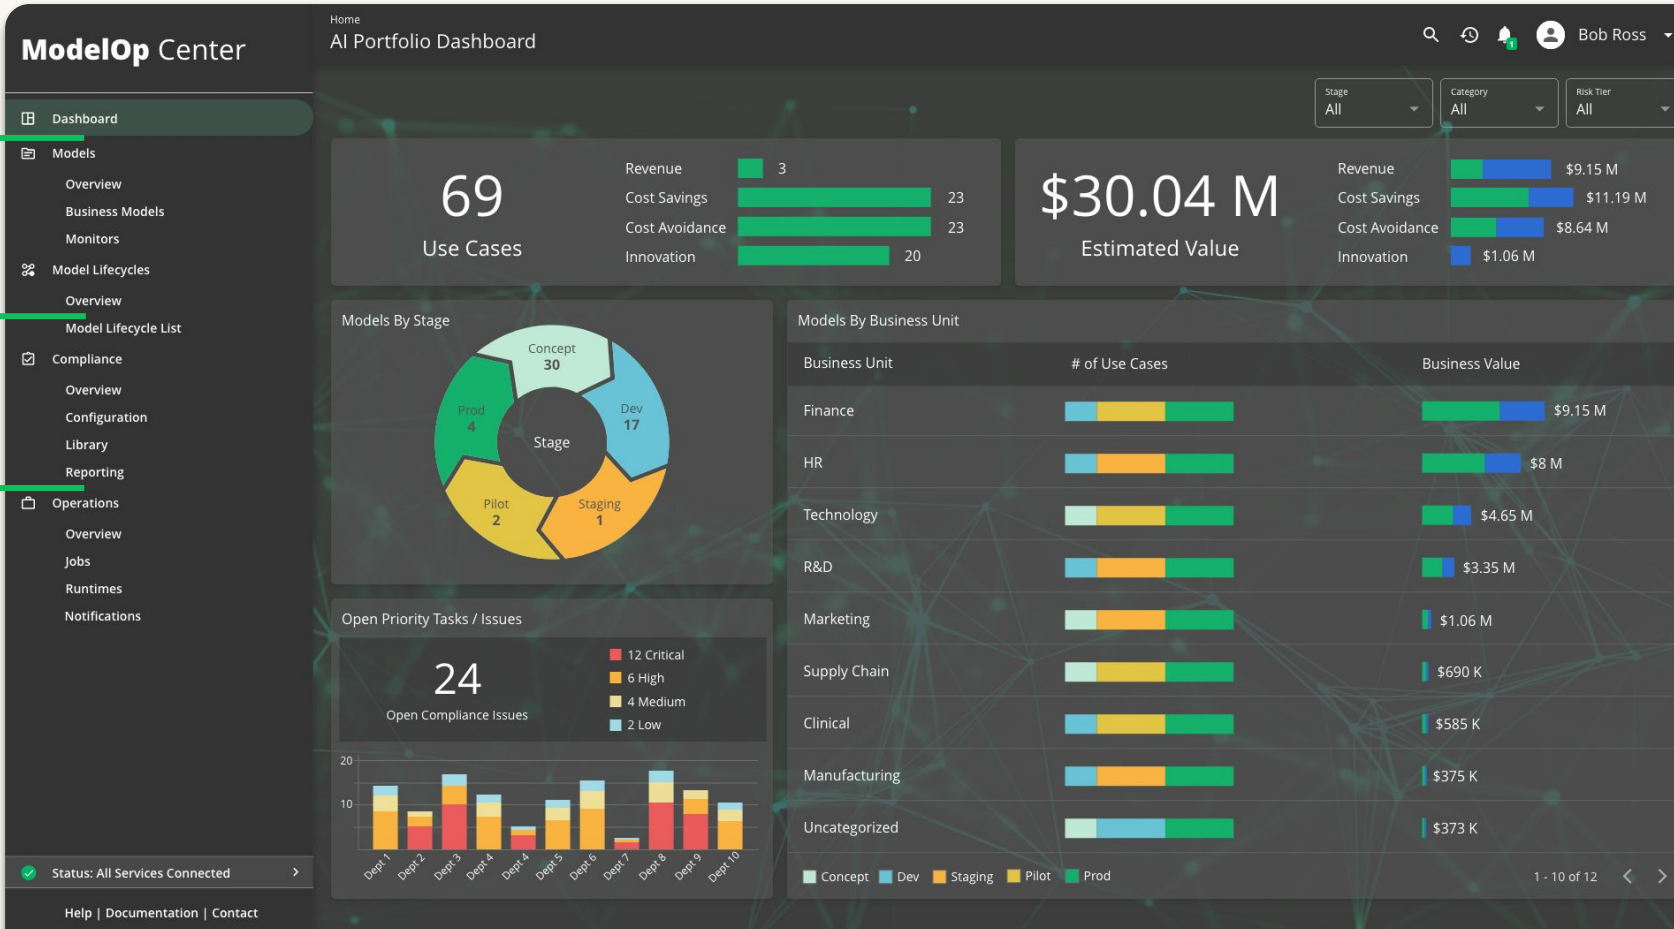 ModelOp Center
Dashboard
Models
Overview
Business Models
Monitors
Model Lifecycles
Overview
Model Lifecycle List
Compliance
Overview
Configuration
Library
Reporting
Operations
Overview
Jobs
Runtimes
Notifications
Status: All Services Connected
Help | Documentation | Contact
Home
AI Portfolio Dashboard
1
Bob Ross
Stage
All
Category
All
Risk Tier
All
69
Use Cases
Revenue 3
Cost Savings 23
Cost Avoidance 23
Innovation 20
$30.04 M
Estimated Value
Revenue $9.15 M
Cost Savings $11.19 M
Cost Avoidance $8.64 M
Innovation $1.06 M
Models By Stage
Concept
30
Dev
17
Staging
1
Pilot
2
Prod
4
Stage
Open Priority Tasks / Issues
24
Open Compliance Issues
12 Critical
6 High
4 Medium
2 Low
20
10
Dept 1
Dept 2
Dept 3
Dept 4
Dept 4
Dept 5
Dept 6
Dept 7
Dept 8
Dept 9
Dept 10
Models By Business Unit
Business Unit # of Use Cases Business Value
Finance $9.15 M
HR $8 M
Technology $4.65 M
R&D $3.35 M
Marketing $1.06 M
Supply Chain $690 K
Clinical $585 K
Manufacturing $375 K
Uncategorized $373 K
Concept Dev Staging Pilot Prod
1 - 10 of 12